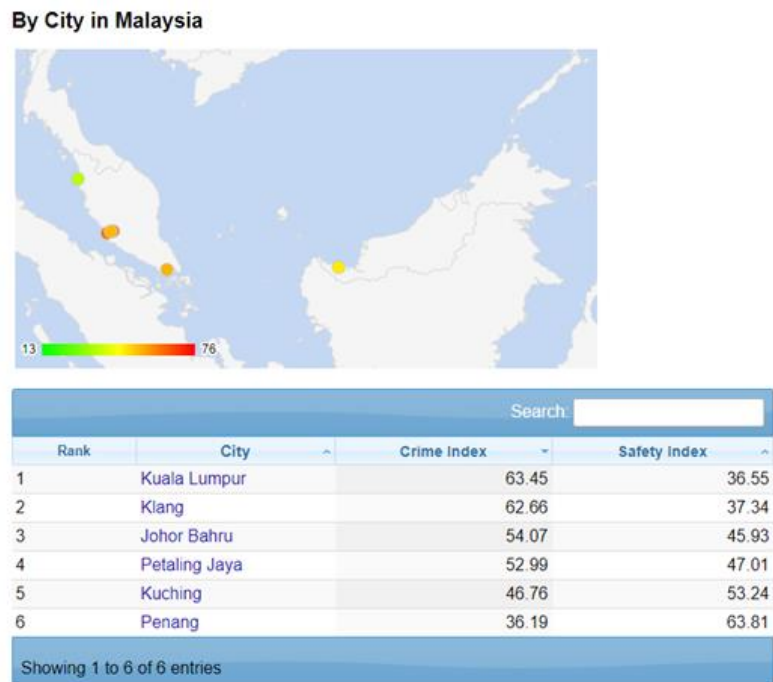 By City in Malaysia
13 76
Search:
Rank City Crime Index Safety Index
1 Kuala Lumpur 63.45 36.55
2 Klang 62.66 37.34
3 Johor Bahru 54.07 45.93
4 Petaling Jaya 52.99 47.01
5 Kuching 46.76 53.24
6 Penang 36.19 63.81
Showing 1 to 6 of 6 entries